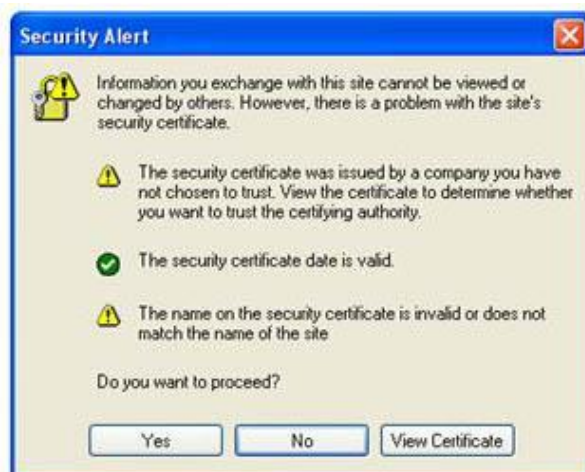 Security Alert
Information you exchange with this site cannot be viewed or
changed by others. However, there is a problem with the site's
security certificate.
The security certificate was issued by a company you have
not chosen to trust. View the certificate to determine whether
you want to trust the certifying authority.
The security certificate date is valid.
The name on the security certificate is invalid or does not
match the name of the site
Do you want to proceed?
Yes No View Certificate